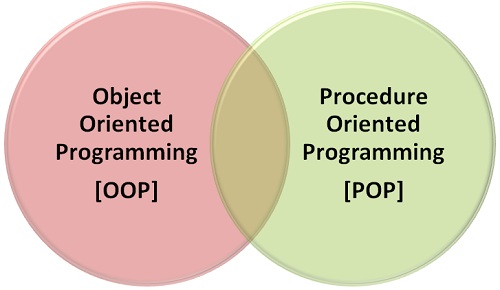 Object
Oriented
Programming
[OOP]
Procedure
Oriented
Programming
[POP]